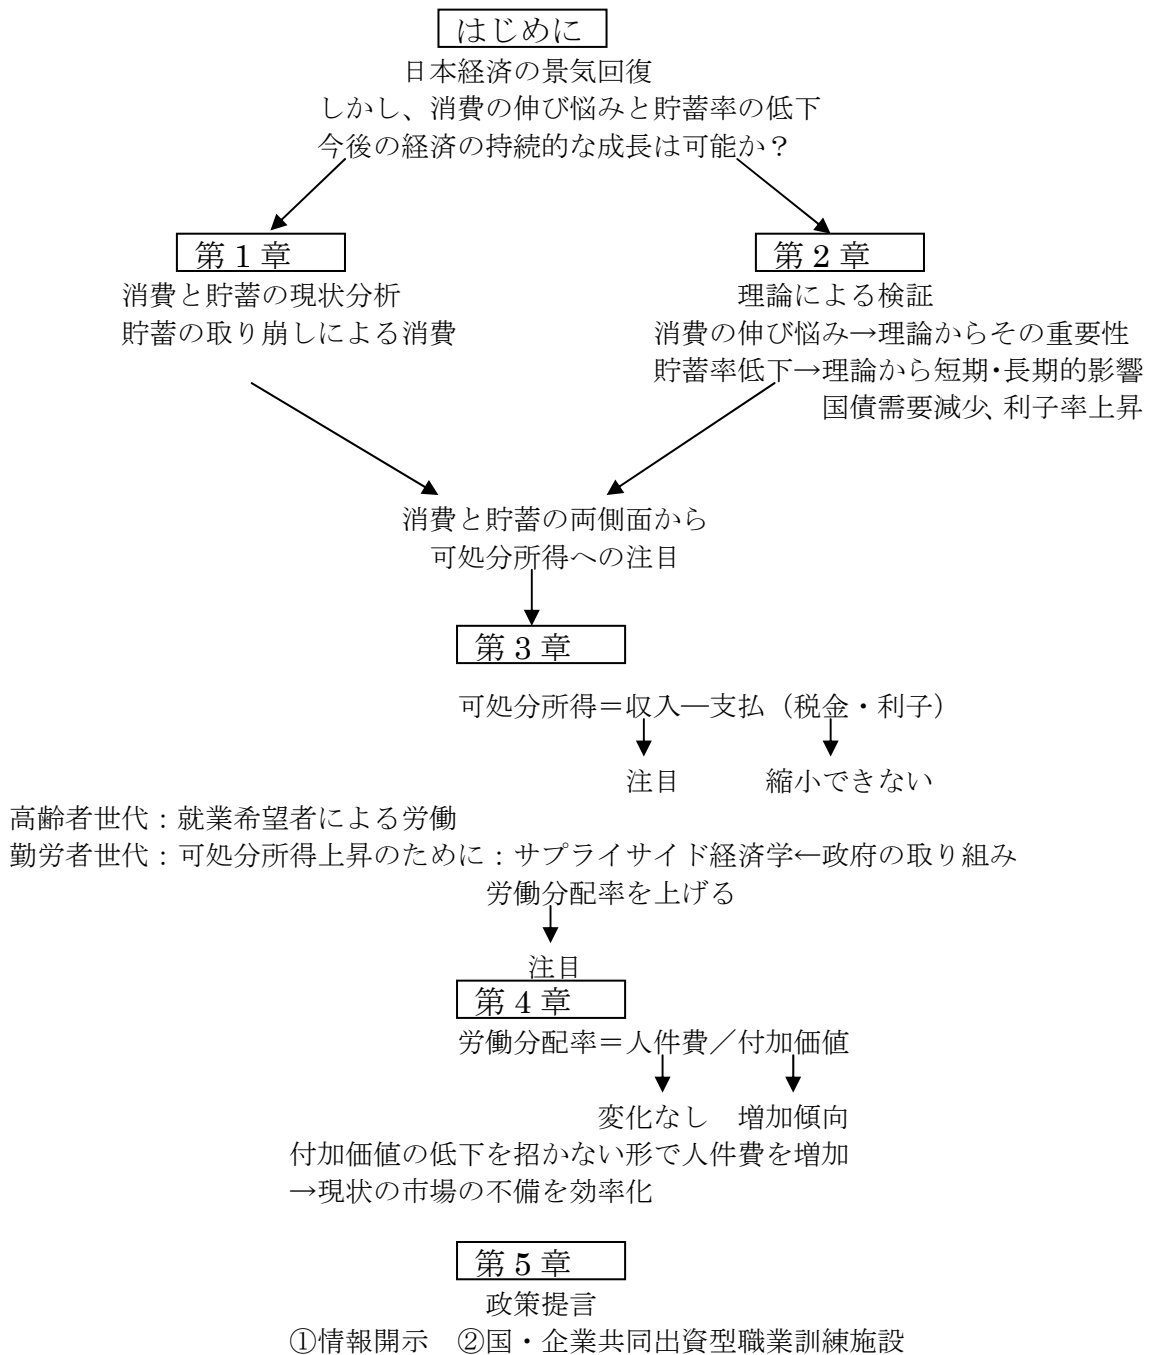 はじめに
日本経済の景気回復
しかし、消費の伸び悩みと貯蓄率の低下
今後の経済の持続的な成長は可能か？
第１章
消費と貯蓄の現状分析
貯蓄の取り崩しによる消費
第２章
理論による検証
消費の伸び悩み→理論からその重要性
貯蓄率低下→理論から短期・長期的影響
国債需要減少、利子率上昇
消費と貯蓄の両側面から
可処分所得への注目
第３章
可処分所得＝収入―支払（税金・利子）
注目　縮小できない
高齢者世代：就業希望者による労働
勤労者世代：可処分所得上昇のために：サプライサイド経済学←政府の取り組み
労働分配率を上げる
注目
第４章
労働分配率＝人件費／付加価値
変化なし　増加傾向
付加価値の低下を招かない形で人件費を増加
→現状の市場の不備を効率化
第５章
政策提言
①情報開示　②国・企業共同出資型職業訓練施設